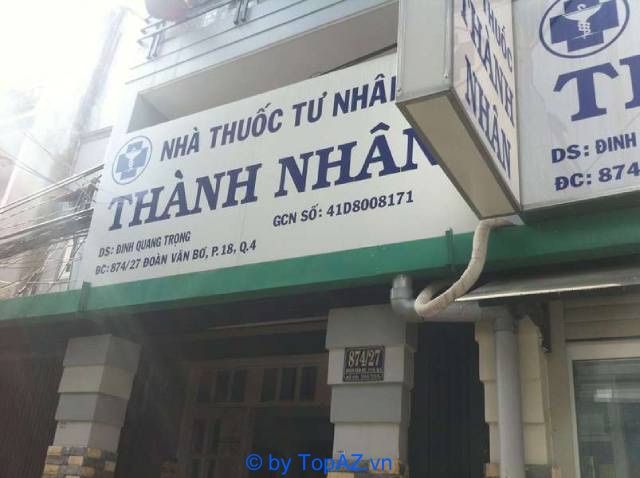 NHÀ THUỐC TƯ NHÂN
THÀNH NHÂN
GCN SỐ: 41D8008171
DS: ĐINH QUANG TRỌNG
ĐC: 874/27 ĐOÀN VĂN BƠ, P.18, Q.4
THUỐC
THÀNH
NHÂN
DS: ĐINH
ĐC: 874
874/27
© by TopAZ.vn